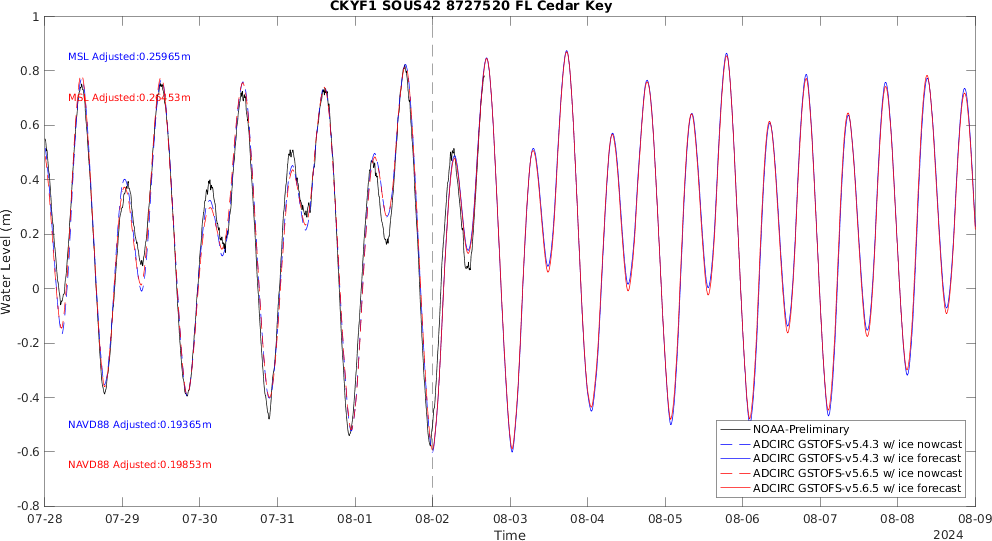 CKYF1 SOUS42 8727520 FL Cedar Key
1
0.8
0.6
0.4
0.2
0
-0.2
-0.4
-0.6
-0.8
Water Level (m)
MSL Adjusted:0.25965m
MSL Adjusted:0.26453m
NAVD88 Adjusted:0.19365m
NAVD88 Adjusted:0.19853m
NOAA-Preliminary
ADCIRC GSTOFS-v5.4.3 w/ ice nowcast
ADCIRC GSTOFS-v5.4.3 w/ ice forecast
ADCIRC GSTOFS-v5.6.5 w/ ice nowcast
ADCIRC GSTOFS-v5.6.5 w/ ice forecast
07-28 07-29 07-30 07-31 08-01 08-02 08-03 08-04 08-05 08-06 08-07 08-08 08-09
Time
2024